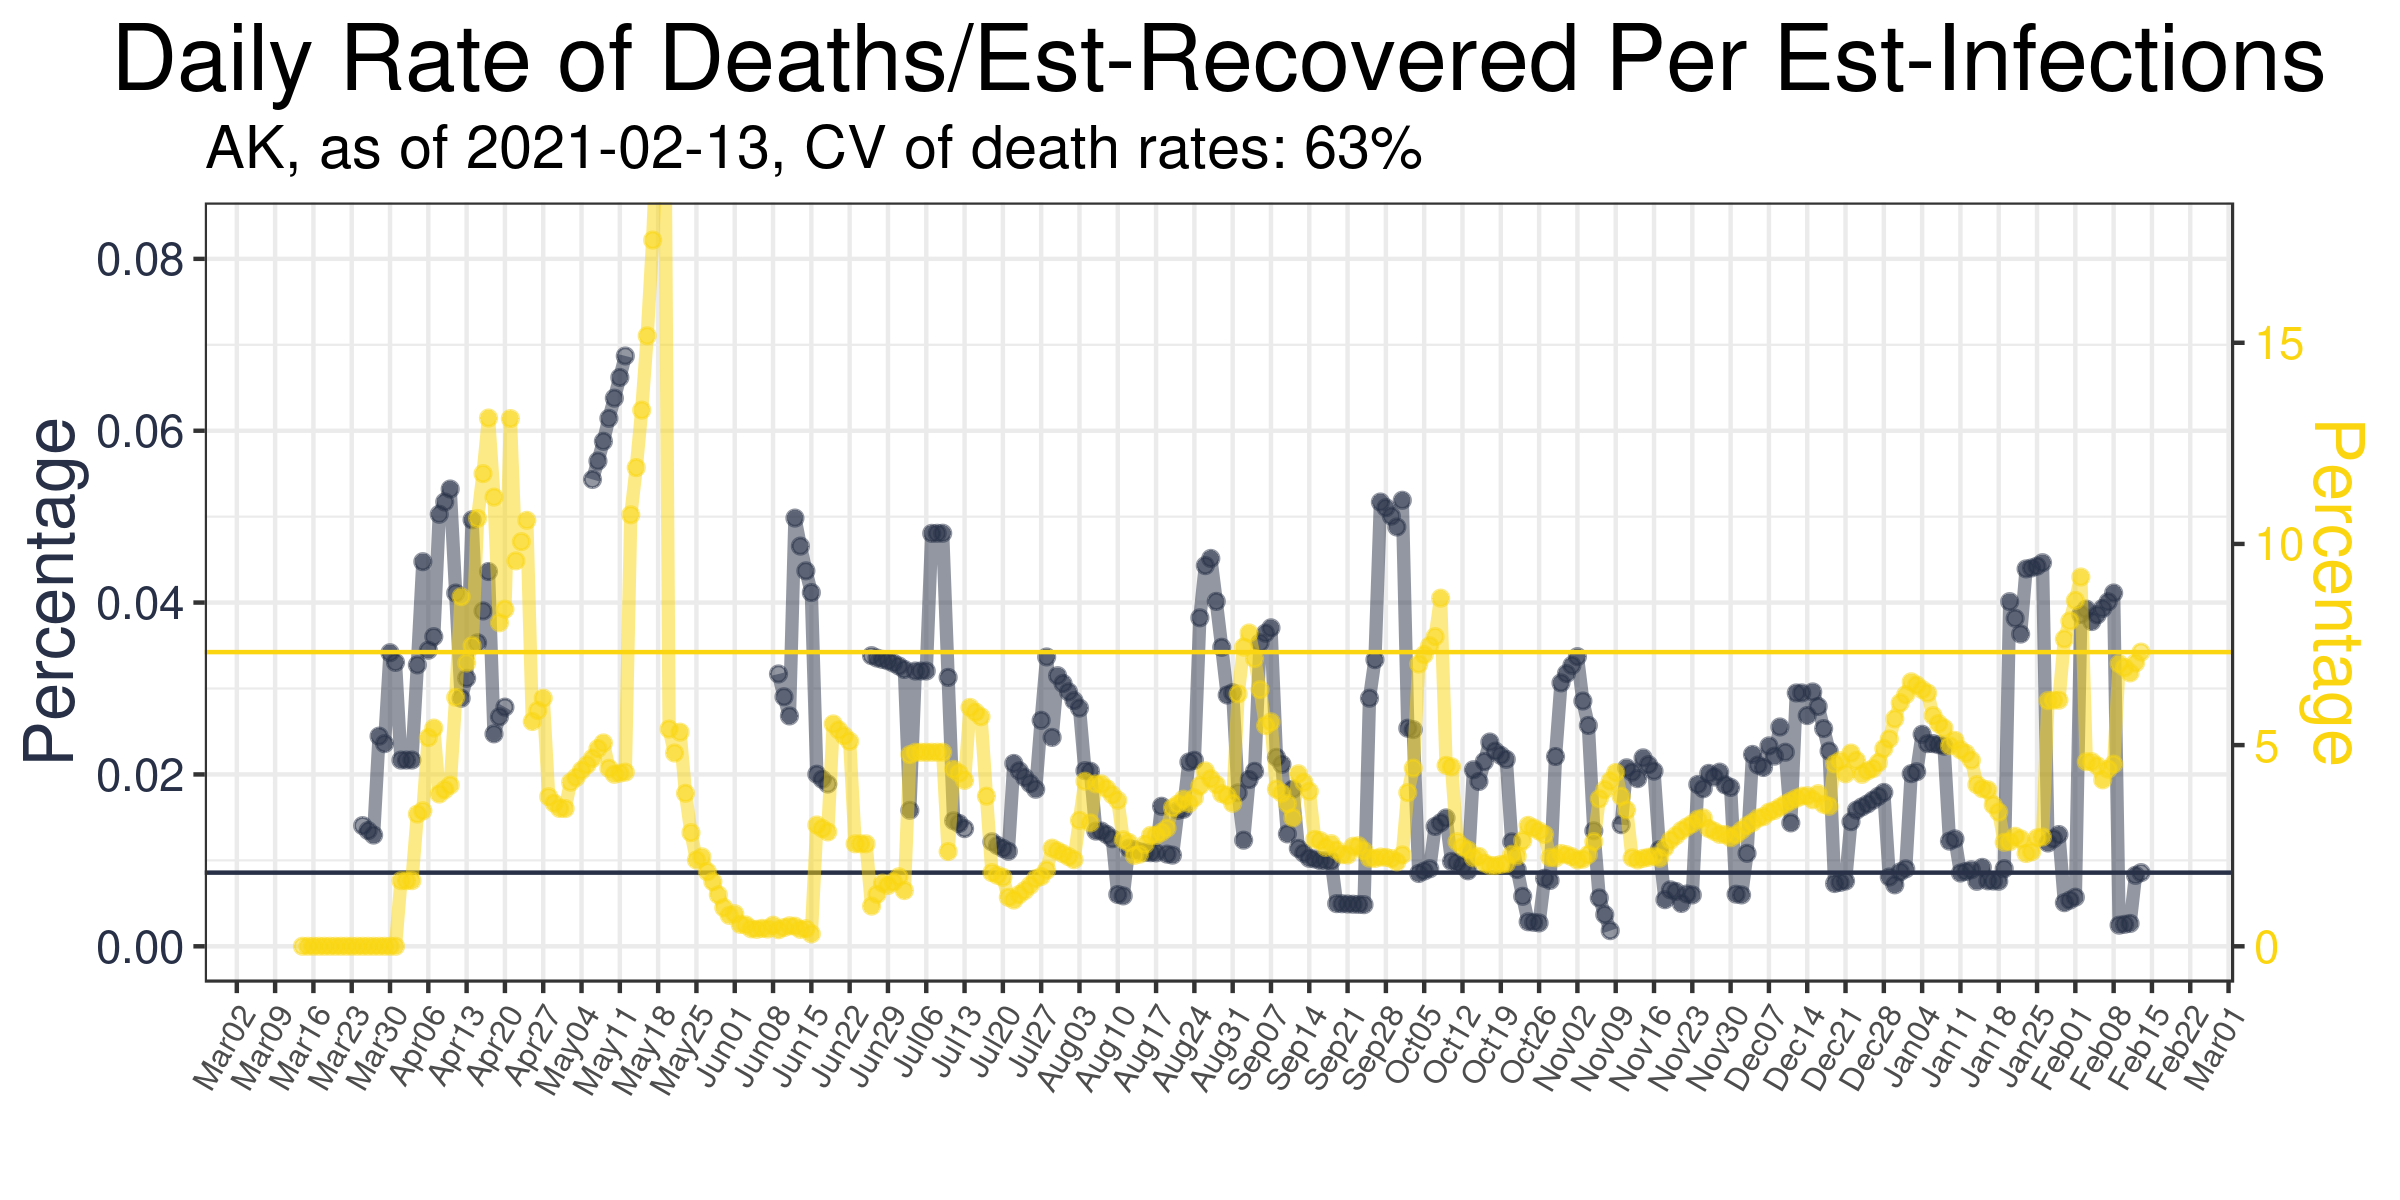 Daily Rate of Deaths/Est-Recovered Per Est-Infections
AK, as of 2021-02-13, CV of death rates: 63%
Percentage
0.08
0.06
0.04
0.02
0.00
15
10
5
0
Percentage
Mar02
Mar09
Mar16
Mar23
Mar30
Apr06
Apr13
Apr20
Apr27
May04
May11
May18
May25
Jun01
Jun08
Jun15
Jun22
Jun29
Jul06
Jul13
Jul20
Jul27
Aug03
Aug10
Aug17
Aug24
Aug31
Sep07
Sep14
Sep21
Sep28
Oct05
Oct12
Oct19
Oct26
Nov02
Nov09
Nov16
Nov23
Nov30
Dec07
Dec14
Dec21
Dec28
Jan04
Jan11
Jan18
Jan25
Feb01
Feb08
Feb15
Feb22
Mar01